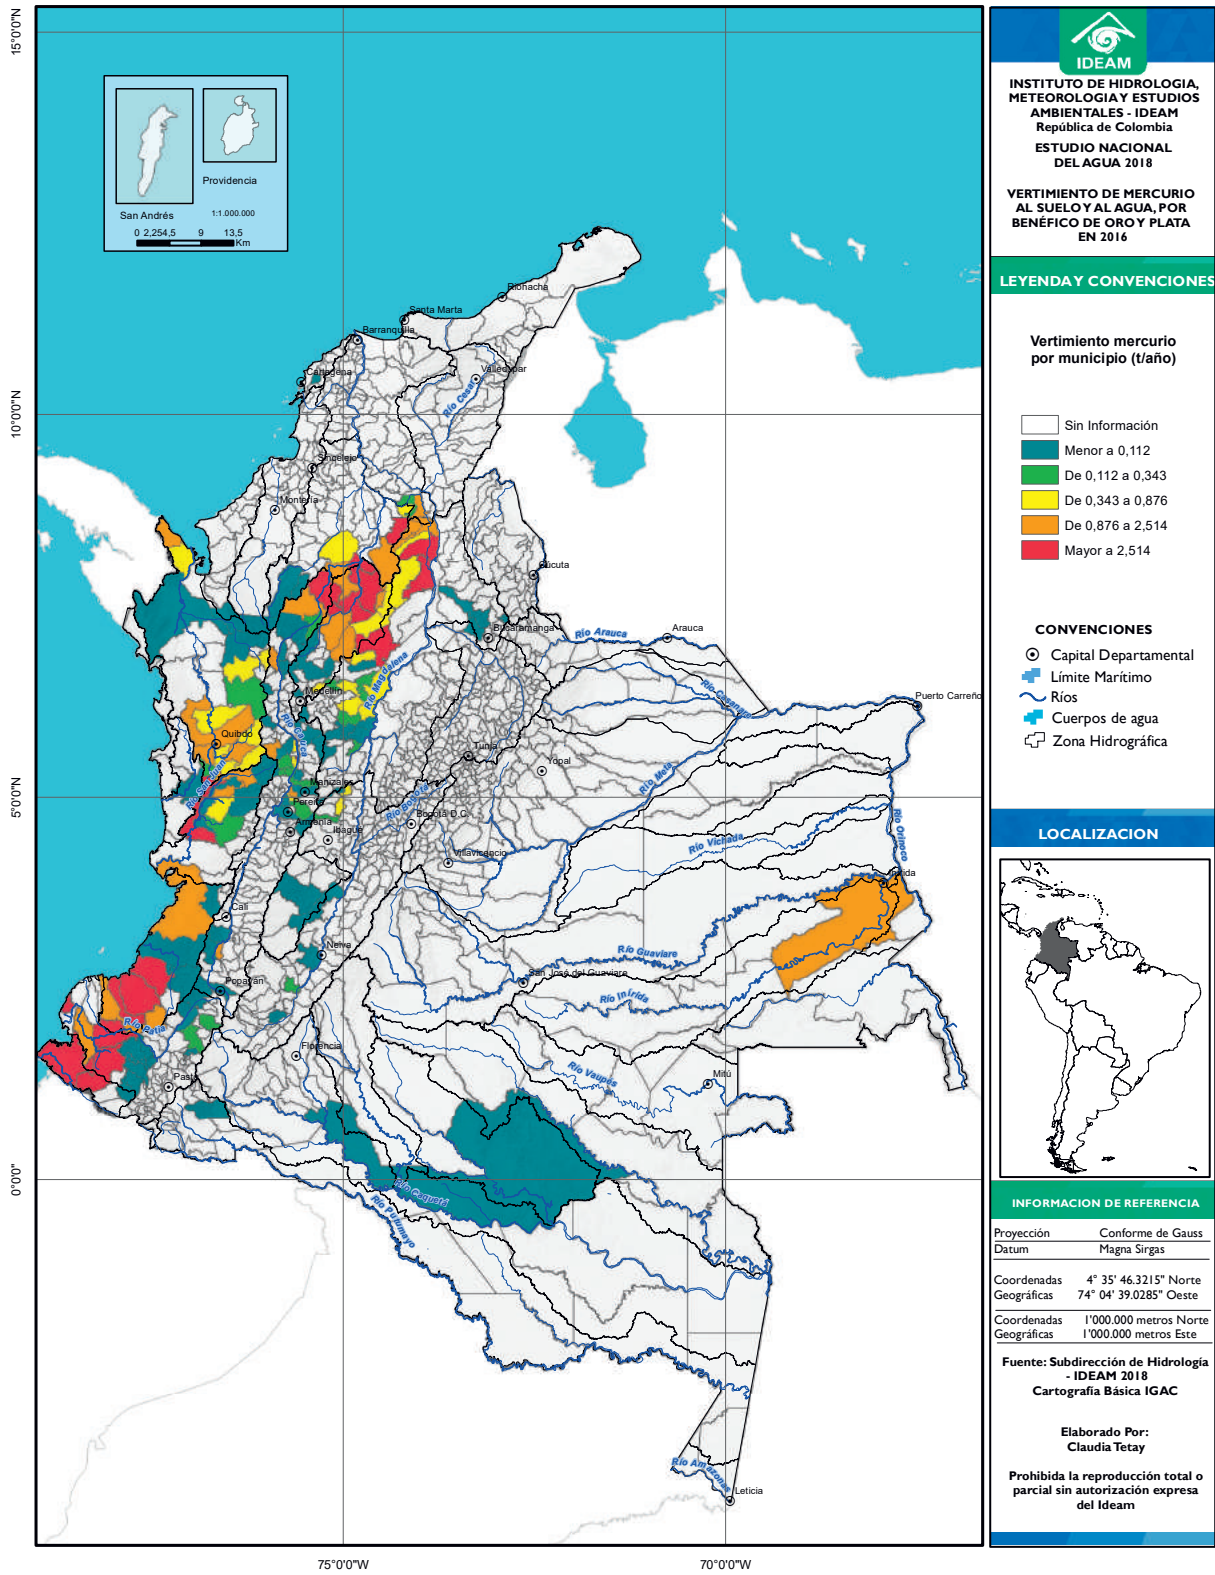 15°0'0"N
10°0'0"N
5°0'0"N
0°0'0"
75°0'0"W
70°0'0"W
San Andrés
Providencia
1:1.000.000
0 2,254,5 9 13,5
Km
Riohacha
Santa Marta
Barranquilla
Cartagena
Valledupar
Río Cesar
Sincelejo
Montería
Cúcuta
Bucaramanga
Río Arauca
Arauca
Río Magdalena
Medellín
Río Cauca
Río Casanare
Puerto Carreño
Quibdó
Tunja
Yopal
Río San Juan
Manizales
Río Meta
Pereira
Armenia
Ibagué
Río Bogotá
Bogotá D.C.
Río Orinoco
Villavicencio
Río Vichada
Inírida
Cali
Neiva
Río Guaviare
San José del Guaviare
Popayán
Río Inírida
Río Patía
Florencia
Río Vaupés
Mitú
Pasto
Río Caquetá
Río Putumayo
Río Amazonas
Leticia
IDEAM
INSTITUTO DE HIDROLOGIA,
METEOROLOGIA Y ESTUDIOS
AMBIENTALES - IDEAM
República de Colombia
ESTUDIO NACIONAL
DEL AGUA 2018
VERTIMIENTO DE MERCURIO
AL SUELO Y AL AGUA, POR
BENÉFICO DE ORO Y PLATA
EN 2016
LEYENDA Y CONVENCIONES
Vertimiento mercurio
por municipio (t/año)
Sin Información
Menor a 0,112
De 0,112 a 0,343
De 0,343 a 0,876
De 0,876 a 2,514
Mayor a 2,514
CONVENCIONES
Capital Departamental
Límite Marítimo
Ríos
Cuerpos de agua
Zona Hidrográfica
LOCALIZACION
INFORMACION DE REFERENCIA
Proyección Conforme de Gauss
Datum Magna Sirgas
Coordenadas 4° 35' 46.3215" Norte
Geográficas 74° 04' 39.0285" Oeste
Coordenadas 1'000.000 metros Norte
Geográficas 1'000.000 metros Este
Fuente: Subdirección de Hidrología
- IDEAM 2018
Cartografía Básica IGAC
Elaborado Por:
Claudia Tetay
Prohibida la reproducción total o
parcial sin autorización expresa
del Ideam